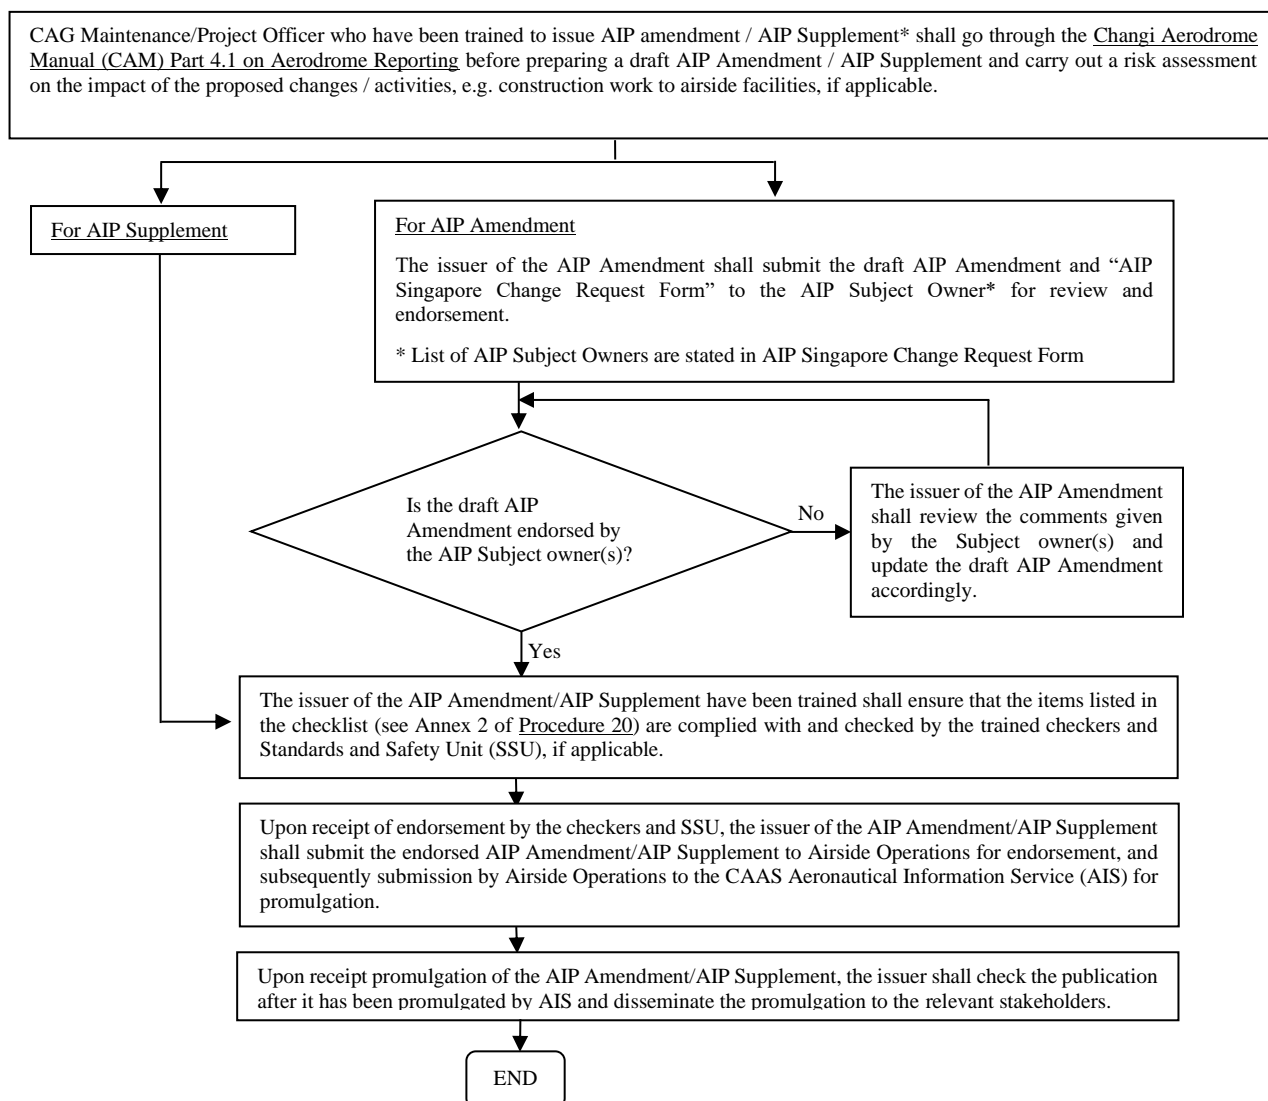 CAG Maintenance/Project Officer who have been trained to issue AIP amendment / AIP Supplement* shall go through the Changi Aerodrome
Manual (CAM) Part 4.1 on Aerodrome Reporting before preparing a draft AIP Amendment / AIP Supplement and carry out a risk assessment
on the impact of the proposed changes / activities, e.g. construction work to airside facilities, if applicable.
For AIP Supplement
For AIP Amendment
The issuer of the AIP Amendment shall submit the draft AIP Amendment and “AIP
Singapore Change Request Form” to the AIP Subject Owner* for review and
endorsement.
* List of AIP Subject Owners are stated in AIP Singapore Change Request Form
Is the draft AIP
Amendment endorsed by
the AIP Subject owner(s)?
No
The issuer of the AIP Amendment
shall review the comments given
by the Subject owner(s) and
update the draft AIP Amendment
accordingly.
Yes
The issuer of the AIP Amendment/AIP Supplement have been trained shall ensure that the items listed in
the checklist (see Annex 2 of Procedure 20) are complied with and checked by the trained checkers and
Standards and Safety Unit (SSU), if applicable.
Upon receipt of endorsement by the checkers and SSU, the issuer of the AIP Amendment/AIP Supplement
shall submit the endorsed AIP Amendment/AIP Supplement to Airside Operations for endorsement, and
subsequently submission by Airside Operations to the CAAS Aeronautical Information Service (AIS) for
promulgation.
Upon receipt promulgation of the AIP Amendment/AIP Supplement, the issuer shall check the publication
after it has been promulgated by AIS and disseminate the promulgation to the relevant stakeholders.
END